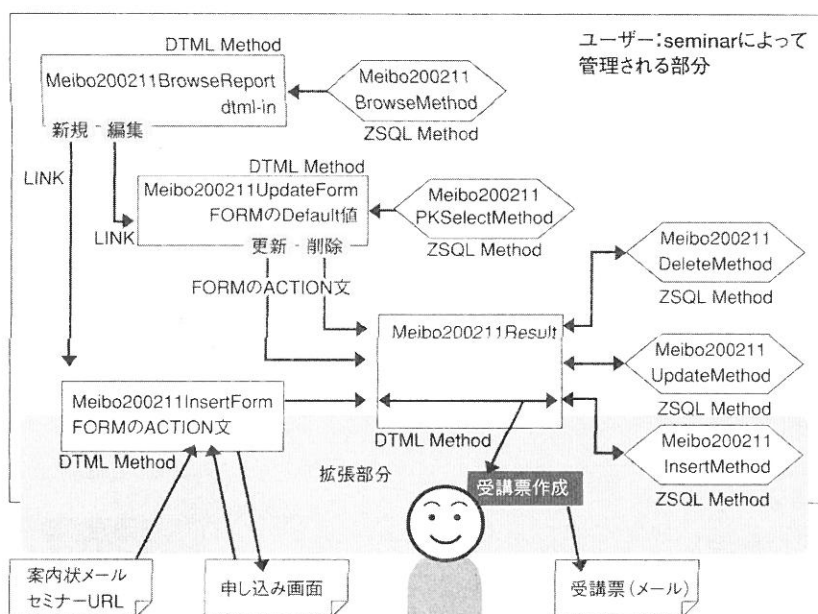 DTML Method
ユーザー:seminarによって
管理される部分
Meibo200211BrowseReport
dtml-in
Meibo200211
BrowseMethod
ZSQL Method
新規 - 編集
LINK
DTML Method
Meibo200211UpdateForm
FORMのDefault値
LINK
Meibo200211
PKSelectMethod
ZSQL Method
更新 - 削除
FORMのACTION文
Meibo200211
DeleteMethod
ZSQL Method
Meibo200211Result
Meibo200211
UpdateMethod
ZSQL Method
Meibo200211InsertForm
FORMのACTION文
DTML Method
DTML Method
Meibo200211
InsertMethod
ZSQL Method
拡張部分
受講票作成
案内状メール
セミナーURL
申し込み画面
受講票(メール)